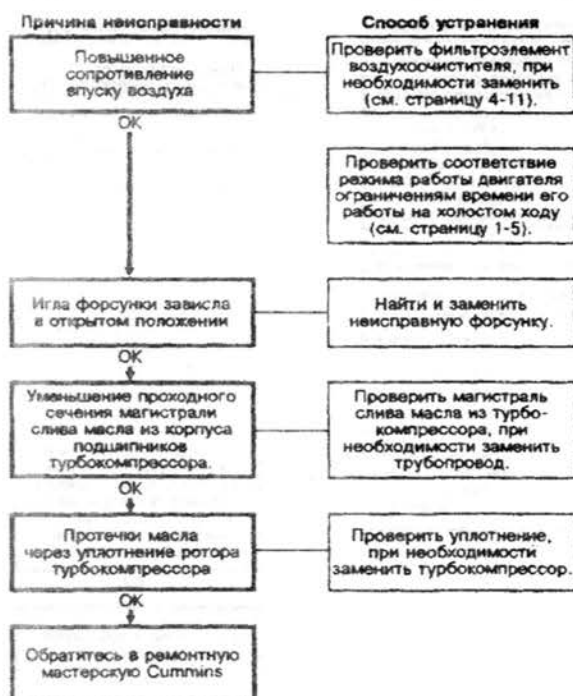 Причина неисправности
Способ устранения
Повышенное
сопротивление
впуску воздуха
Проверить фильтроэлемент
воздухоочистителя, при
необходимости заменить
(см. страницу 4-11).
ОК
Проверить соответствие
режима работы двигателя
ограничениям времени его
работы на холостом ходу
(см. страницу 1-5).
Игла форсунки зависла
в открытом положении
Найти и заменить
неисправную форсунку.
ОК
Уменьшение проходного
сечения магистрали
слива масла из корпуса
подшипников
турбокомпрессора.
Проверить магистраль
слива масла из турбо-
компрессора, при
необходимости заменить
трубопровод.
ОК
Протечки масла
через уплотнение ротора
турбокомпрессора
Проверить уплотнение,
при необходимости
заменить турбокомпрессор.
ОК
Обратитесь в ремонтную
мастерскую Cummins